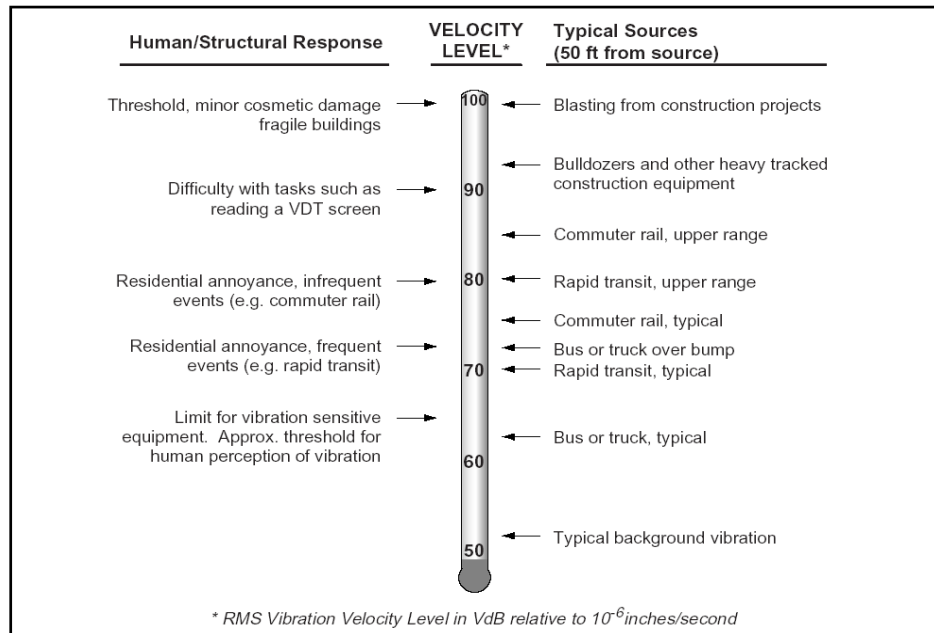 Human/Structural Response
VELOCITY
LEVEL*
Typical Sources
(50 ft from source)
Threshold, minor cosmetic damage
fragile buildings
100
Blasting from construction projects
Bulldozers and other heavy tracked
construction equipment
Difficulty with tasks such as
reading a VDT screen
90
Commuter rail, upper range
Residential annoyance, infrequent
events (e.g. commuter rail)
80
Rapid transit, upper range
Commuter rail, typical
Residential annoyance, frequent
events (e.g. rapid transit)
Bus or truck over bump
70
Rapid transit, typical
Limit for vibration sensitive
equipment. Approx. threshold for
human perception of vibration
Bus or truck, typical
60
Typical background vibration
50
* RMS Vibration Velocity Level in VdB relative to 10-6 inches/second